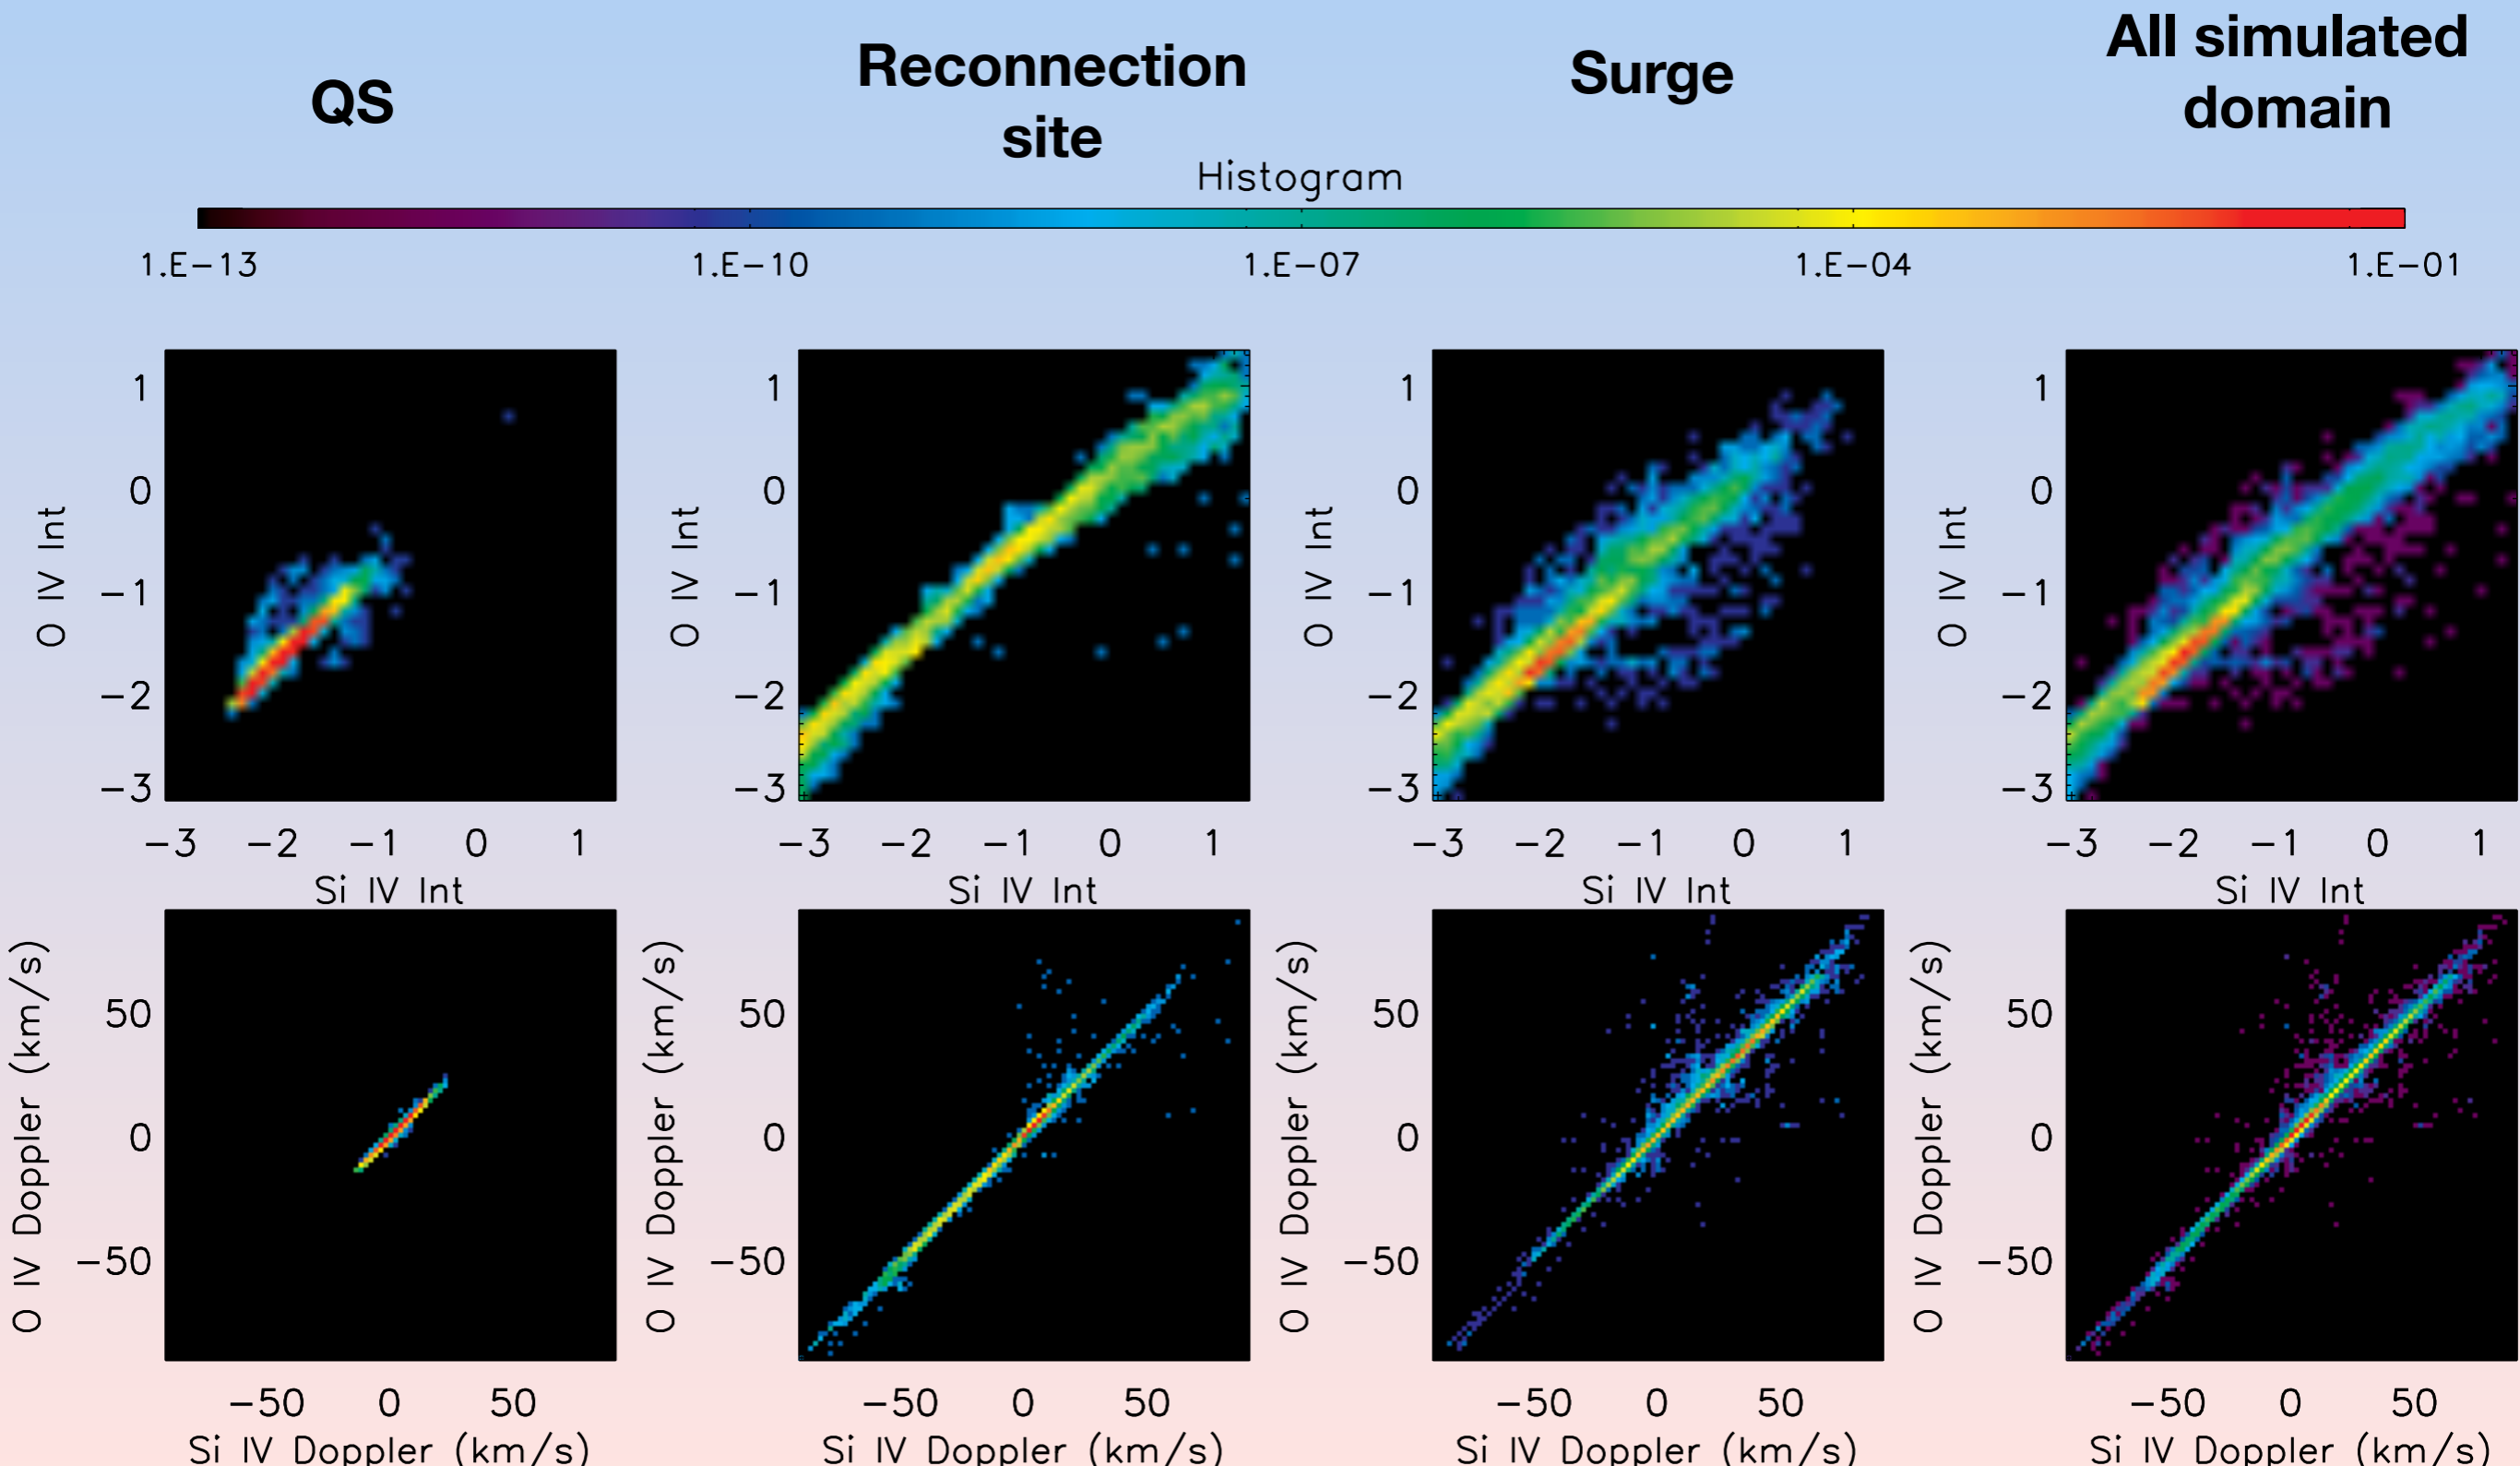 QS
Reconnection
site
Surge
All simulated
domain
Histogram
1.E-13 1.E-10 1.E-07 1.E-04 1.E-01
O IV Int
1
0
-1
-2
-3
-3 -2 -1 0 1
Si IV Int
O IV Int
1
0
-1
-2
-3
-3 -2 -1 0 1
Si IV Int
O IV Int
1
0
-1
-2
-3
-3 -2 -1 0 1
Si IV Int
O IV Int
1
0
-1
-2
-3
-3 -2 -1 0 1
Si IV Int
O IV Doppler (km/s)
50
0
-50
-50 0 50
Si IV Doppler (km/s)
O IV Doppler (km/s)
50
0
-50
-50 0 50
Si IV Doppler (km/s)
O IV Doppler (km/s)
50
0
-50
-50 0 50
Si IV Doppler (km/s)
O IV Doppler (km/s)
50
0
-50
-50 0 50
Si IV Doppler (km/s)